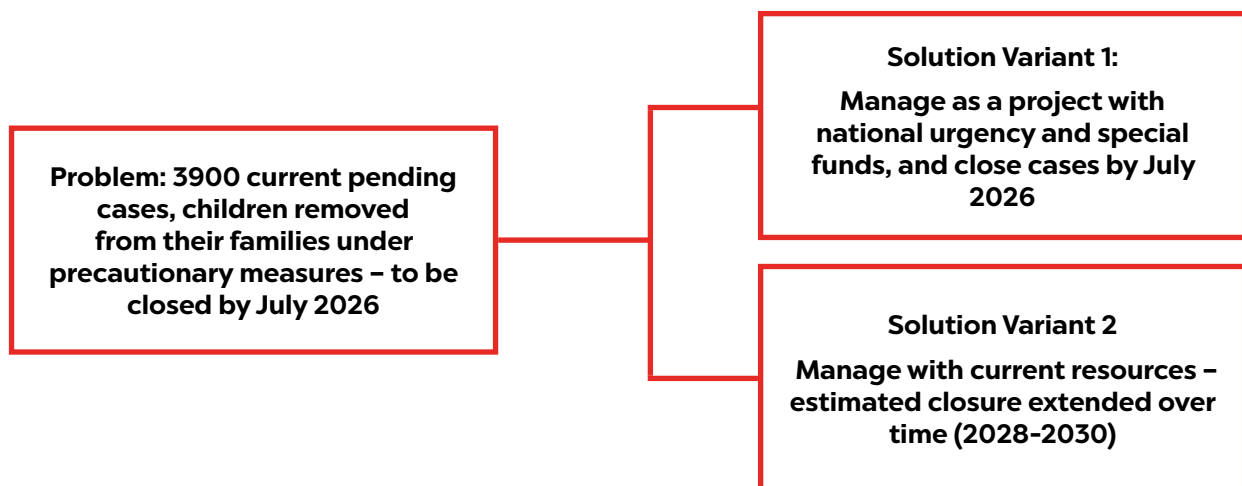 Problem: 3900 current pending
cases, children removed
from their families under
precautionary measures – to be
closed by July 2026
Solution Variant 1:
Manage as a project with
national urgency and special
funds, and close cases by July
2026
Solution Variant 2
Manage with current resources –
estimated closure extended over
time (2028-2030)